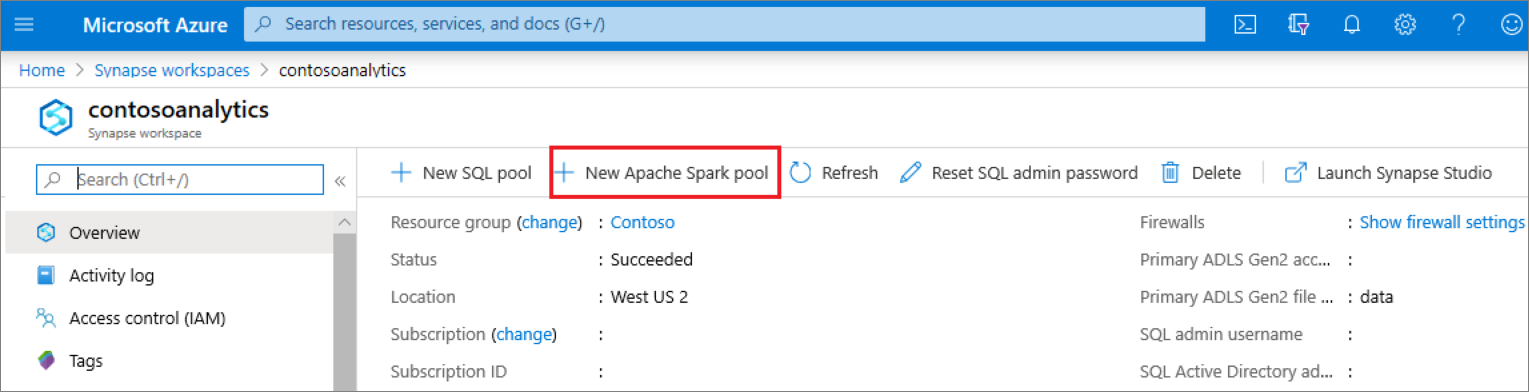 Microsoft Azure
Search resources, services, and docs (G+/)
Home > Synapse workspaces > contosoanalytics
contosoanalytics
Synapse workspace
Search (Ctrl+/)
«
New SQL pool
New Apache Spark pool
Refresh
Reset SQL admin password
Delete
Launch Synapse Studio
Overview
Activity log
Access control (IAM)
Tags
Resource group (change) : Contoso
Status : Succeeded
Location : West US 2
Subscription (change) :
Subscription ID :
Firewalls : Show firewall settings
Primary ADLS Gen2 acc... :
Primary ADLS Gen2 file ... : data
SQL admin username :
SQL Active Directory ad... :